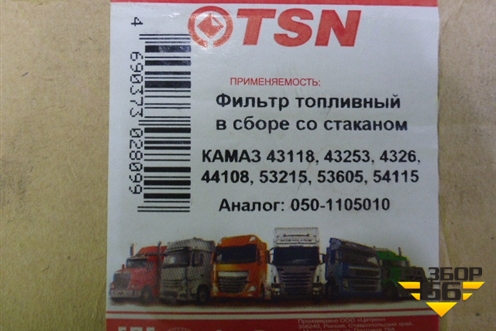 TSN
ПРИМЕНЯЕМОСТЬ:
Фильтр топливный
в сборе со стаканом
КАМАЗ 43118, 43253, 4326,
44108, 53215, 53605, 54115
Аналог: 050-1105010
4 690373 028099
РАЗБОР
66